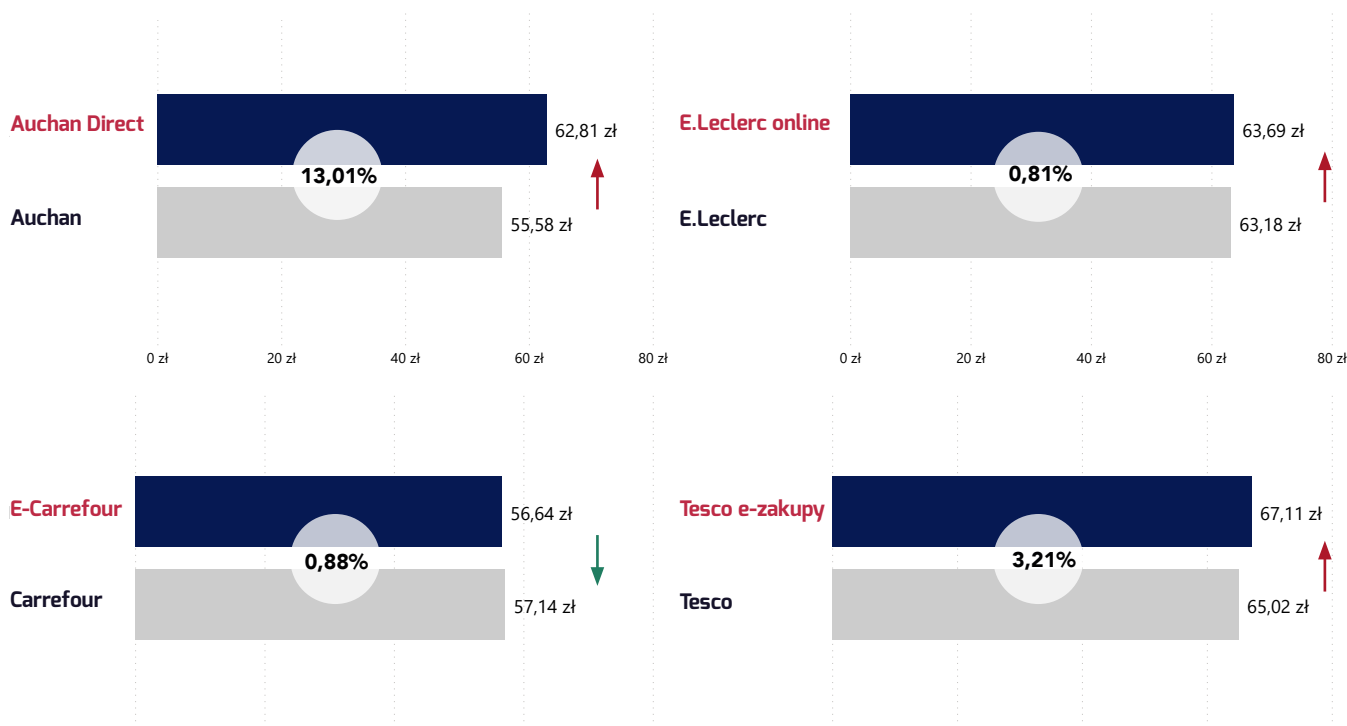 Auchan Direct
62,81 zł
13,01%
Auchan
55,58 zł
0 zł
20 zł
40 zł
60 zł
80 zł
E.Leclerc online
63,69 zł
0,81%
E.Leclerc
63,18 zł
0 zł
20 zł
40 zł
60 zł
80 zł
E-Carrefour
56,64 zł
0,88%
Carrefour
57,14 zł
Tesco e-zakupy
67,11 zł
3,21%
Tesco
65,02 zł